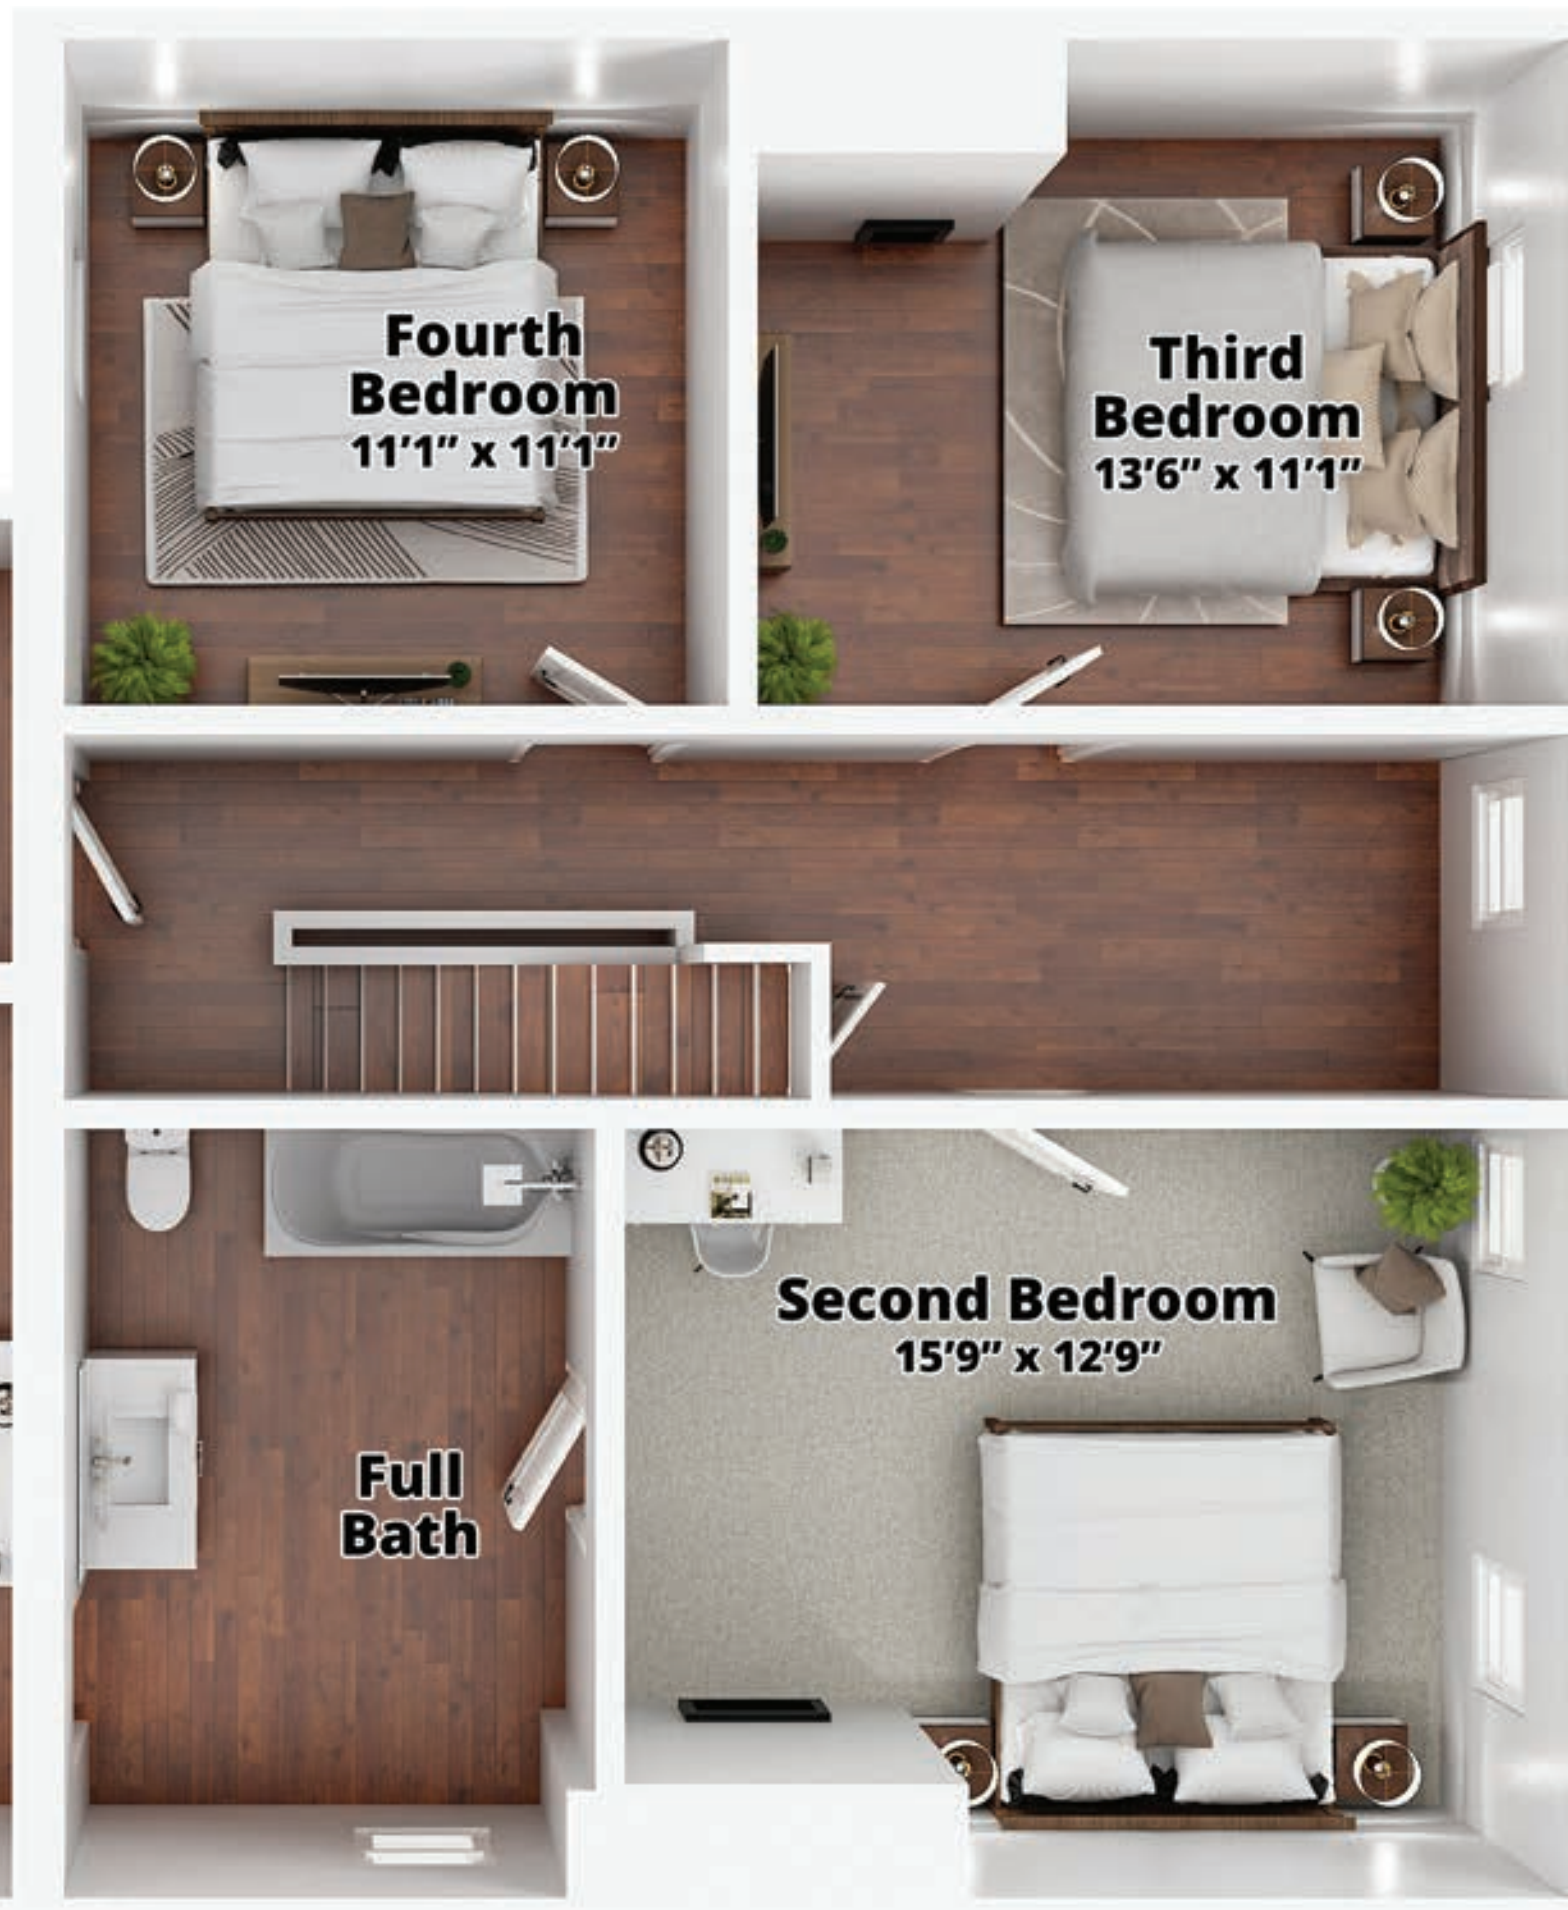 Fourth
Bedroom
11’1” x 11’1”
Third
Bedroom
13’6” x 11’1”
Second Bedroom
15’9” x 12’9”
Full
Bath